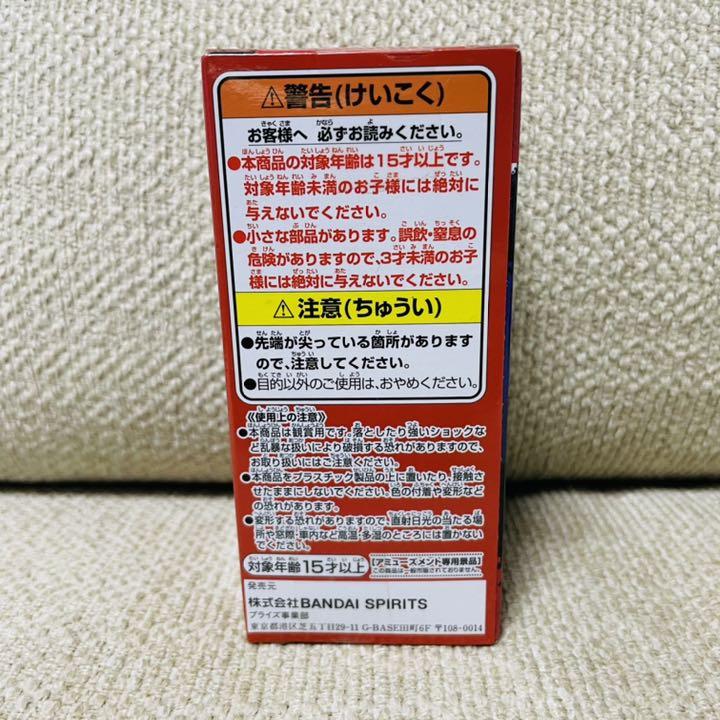 ⚠警告(けいこく)
お客様へ 必ずお読みください。
●本商品の対象年齢は15才以上です。
対象年齢未満のお子様には絶対に
与えないでください。
●小さな部品があります。誤飲・窒息の
危険がありますので、3才未満のお子
様には絶対に与えないでください。
⚠注意(ちゅうい)
●先端が尖っている箇所があります
ので、注意してください。
●目的以外のご使用は、おやめください。
《使用上の注意》
●本商品は観賞用です。落としたり強いショックな
ど乱暴な扱いにより破損する恐れがありますので、
お取り扱いにはご注意ください。
●本商品をプラスチック製品の上に置いたり、接触さ
せたままにしないでください。色の付着や変形など
の恐れがあります。
●変形する恐れがありますので、直射日光の当たる場
所や窓際・車内など高温・多湿のところには置かない
でください。
対象年齢15才以上
【アミューズメント専用景品】
この商品は一般市販されておりません。
発売元
株式会社BANDAI SPIRITS
プライズ事業部
東京都港区芝五丁目29-11 G-BASE田町6F 〒108-0014